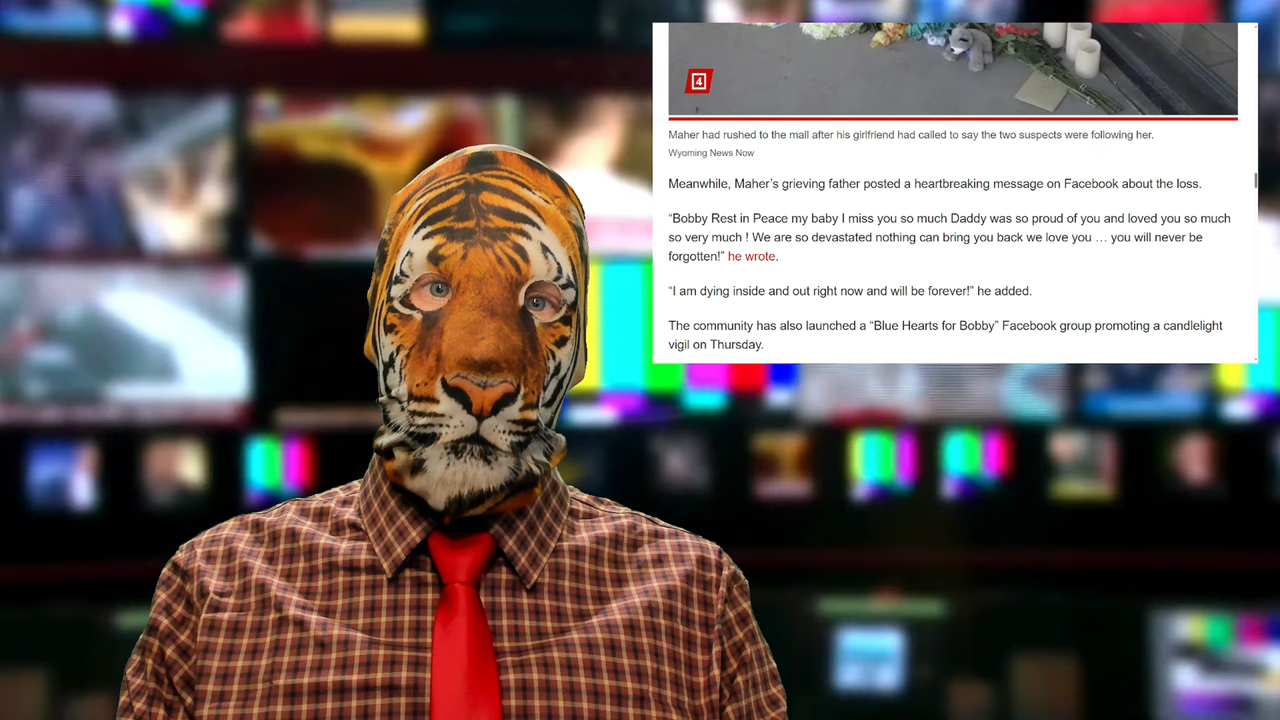 4
Maher had rushed to the mall after his girlfriend had called to say the two suspects were following her.
Wyoming News Now
Meanwhile, Maher's grieving father posted a heartbreaking message on Facebook about the loss.
“Bobby Rest in Peace my baby I miss you so much Daddy was so proud of you and loved you so much
so very much ! We are so devastated nothing can bring you back we love you … you will never be
forgotten!” he wrote.
“I am dying inside and out right now and will be forever!” he added.
The community has also launched a “Blue Hearts for Bobby” Facebook group promoting a candlelight
vigil on Thursday.